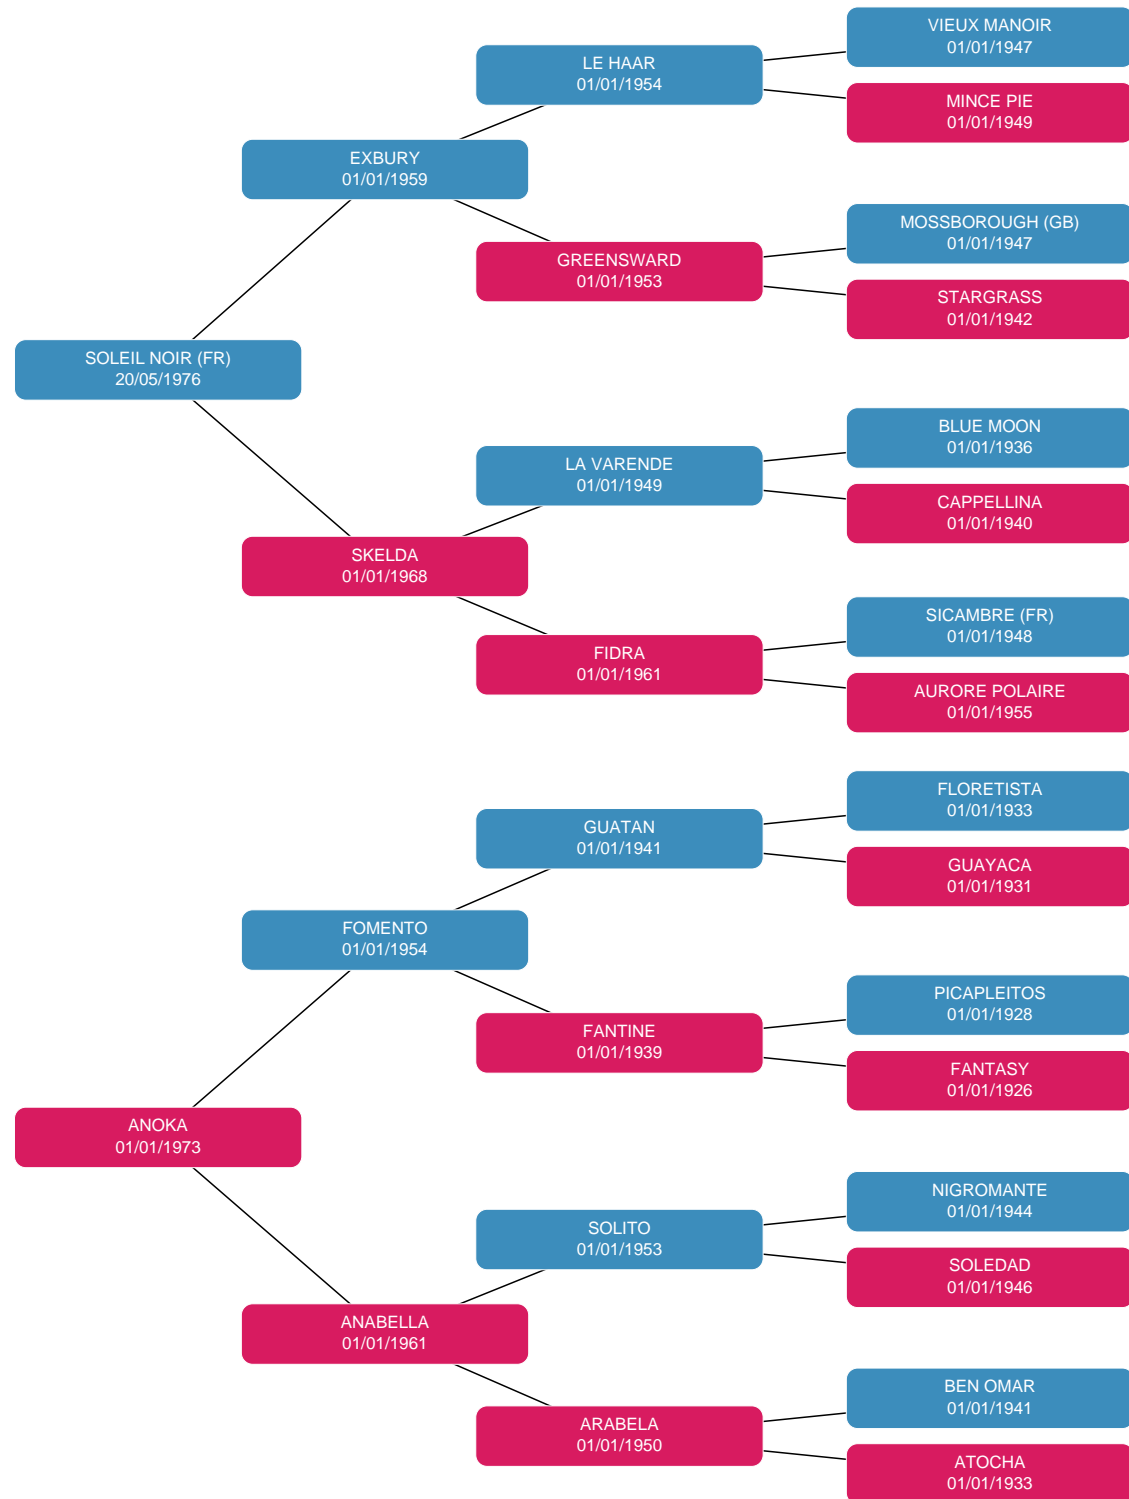 VIEUX MANOIR
01/01/1947
LE HAAR
01/01/1954
MINCE PIE
01/01/1949
EXBURY
01/01/1959
MOSSBOROUGH (GB)
01/01/1947
GREENSWARD
01/01/1953
STARGRASS
01/01/1942
SOLEIL NOIR (FR)
20/05/1976
BLUE MOON
01/01/1936
LA VARENDE
01/01/1949
CAPPELLINA
01/01/1940
SKELDA
01/01/1968
SICAMBRE (FR)
01/01/1948
FIDRA
01/01/1961
AURORE POLAIRE
01/01/1955
FLORETISTA
01/01/1933
GUATAN
01/01/1941
GUAYACA
01/01/1931
FOMENTO
01/01/1954
PICAPLEITOS
01/01/1928
FANTINE
01/01/1939
FANTASY
01/01/1926
ANOKA
01/01/1973
NIGROMANTE
01/01/1944
SOLITO
01/01/1953
SOLEDAD
01/01/1946
ANABELLA
01/01/1961
BEN OMAR
01/01/1941
ARABELA
01/01/1950
ATOCHA
01/01/1933